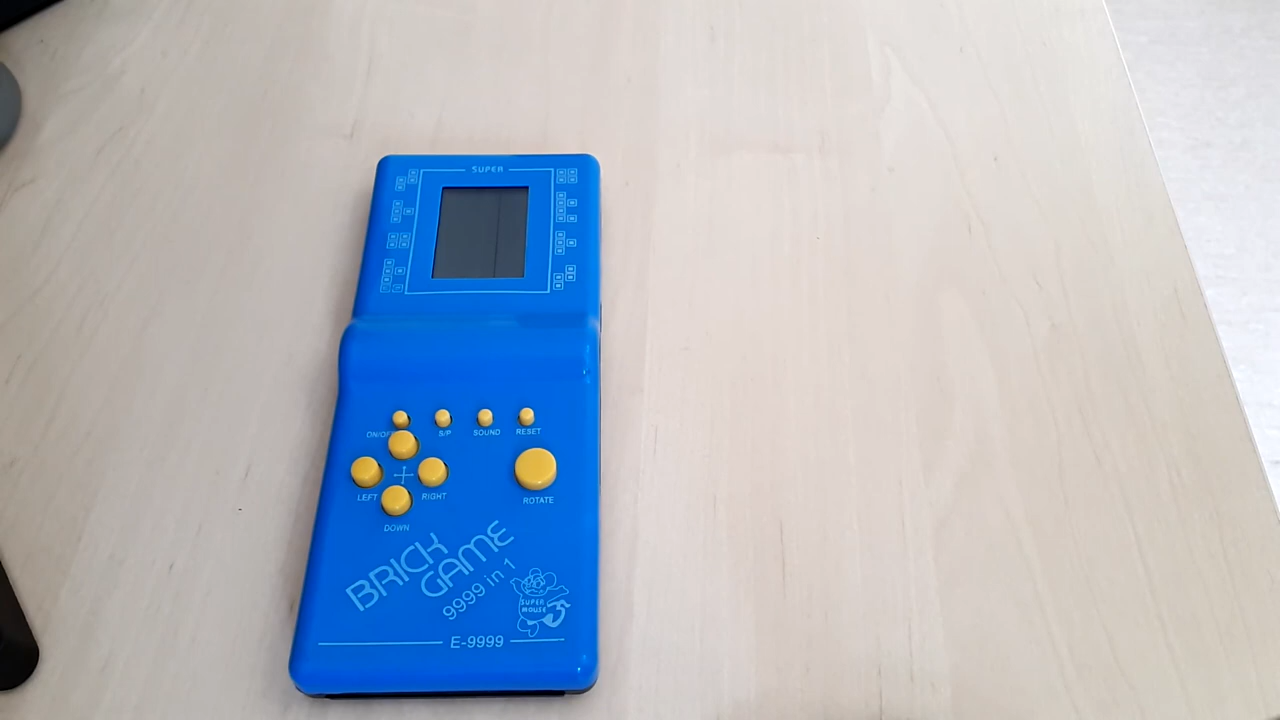 SUPER
ON/OFF S/P SOUND RESET
LEFT RIGHT ROTATE
DOWN
BRICK
GAME
9999 in 1
SUPER
MOUSE
E-9999